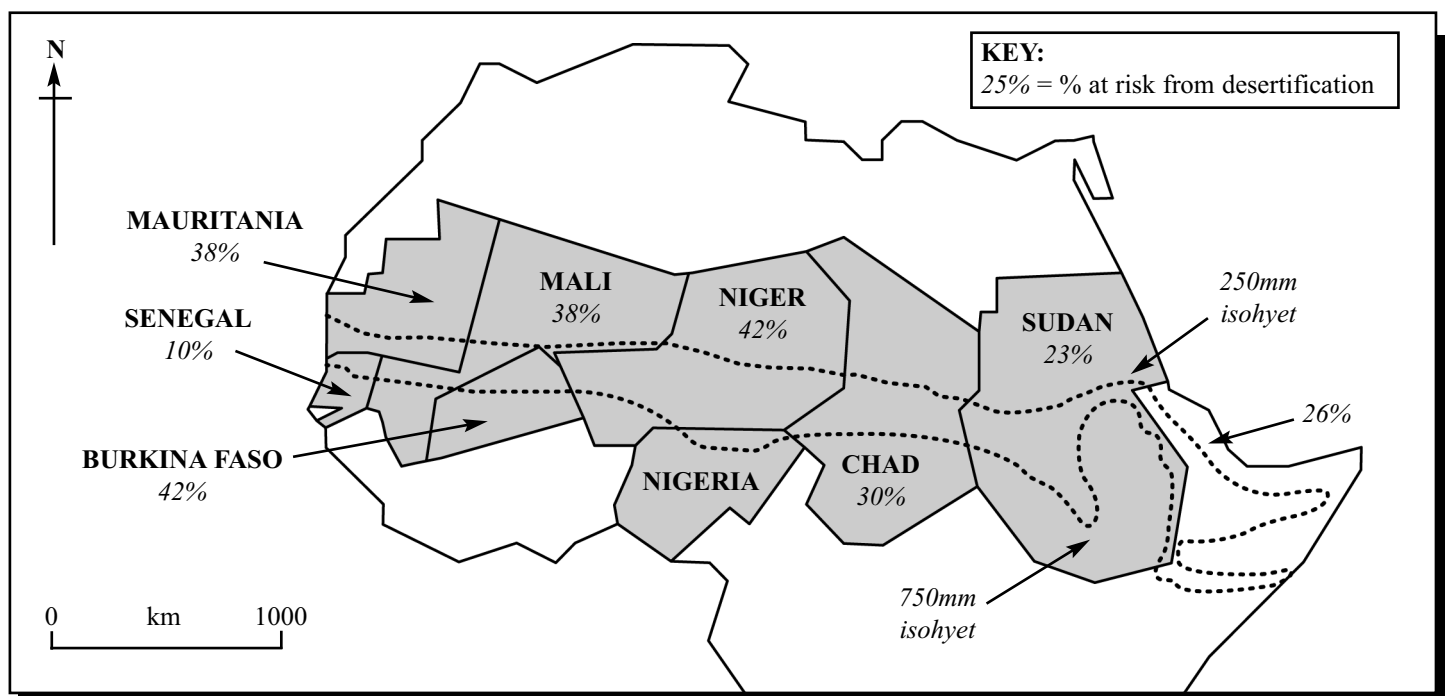 N
KEY:
25% = % at risk from desertification
MAURITANIA
38%
SENEGAL
10%
BURKINA FASO
42%
MALI
38%
NIGER
42%
NIGERIA
CHAD
30%
SUDAN
23%
250mm
isohyet
26%
750mm
isohyet
0 km 1000